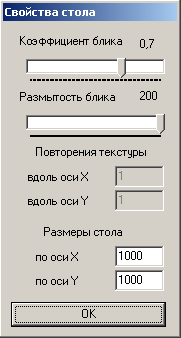 Свойства стола
Коэффициент блика 0,7
Размытость блика 200
Повторения текстуры
вдоль оси X 1
вдоль оси Y 1
Размеры стола
по оси X 1000
по оси Y 1000
OK